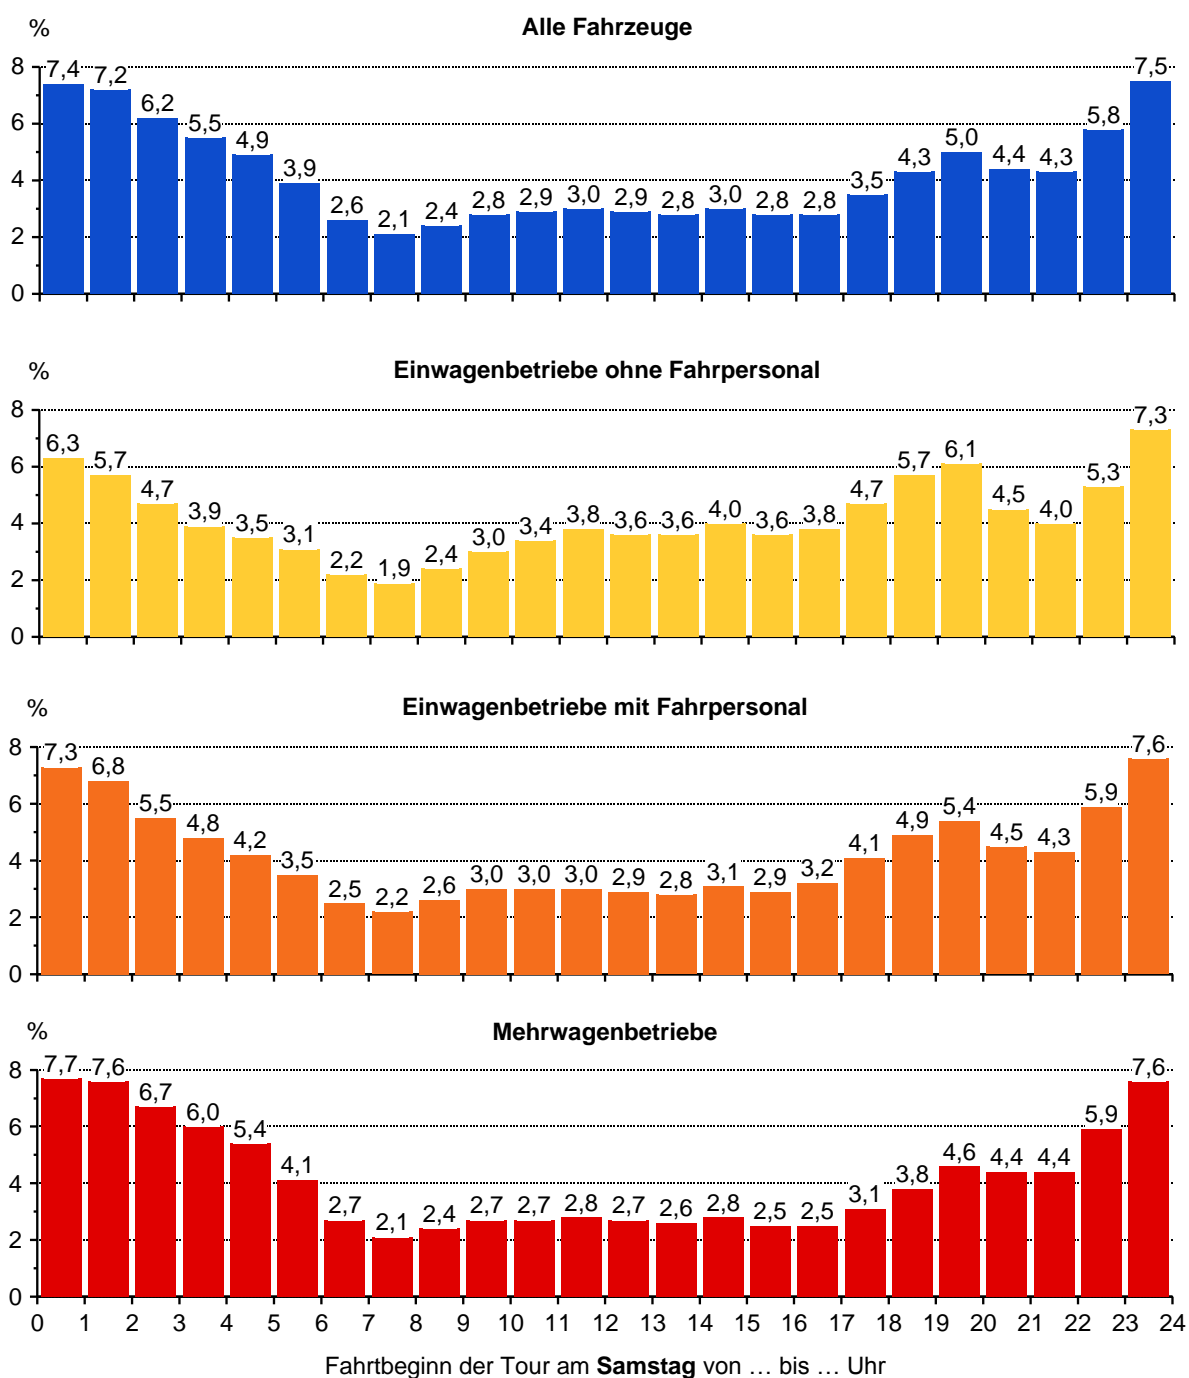 % Alle Fahrzeuge
8
7,4 7,2 6,2 5,5 4,9 3,9 2,6 2,1 2,4 2,8 2,9 3,0 2,9 2,8 3,0 2,8 2,8 3,5 4,3 5,0 4,4 4,3 5,8 7,5
6
4
2
0
% Einwagenbetriebe ohne Fahrpersonal
8
6,3 5,7 4,7 3,9 3,5 3,1 2,2 1,9 2,4 3,0 3,4 3,8 3,6 3,6 4,0 3,6 3,8 4,7 5,7 6,1 4,5 4,0 5,3 7,3
6
4
2
0
% Einwagenbetriebe mit Fahrpersonal
8
7,3 6,8 5,5 4,8 4,2 3,5 2,5 2,2 2,6 3,0 3,0 3,0 2,9 2,8 3,1 2,9 3,2 4,1 4,9 5,4 4,5 4,3 5,9 7,6
6
4
2
0
% Mehrwagenbetriebe
8
7,7 7,6 6,7 6,0 5,4 4,1 2,7 2,1 2,4 2,7 2,7 2,8 2,7 2,6 2,8 2,5 2,5 3,1 3,8 4,6 4,4 4,4 5,9 7,6
6
4
2
0
0 1 2 3 4 5 6 7 8 9 10 11 12 13 14 15 16 17 18 19 20 21 22 23 24
Fahrtbeginn der Tour am Samstag von … bis … Uhr